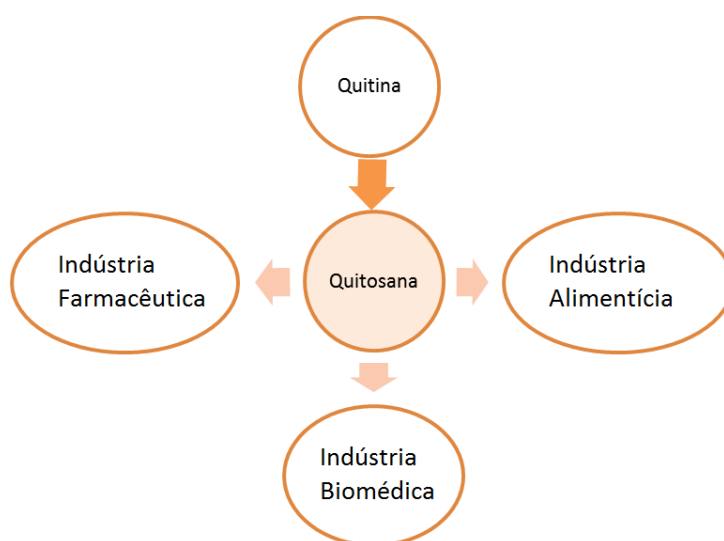 Quitina
Indústria
Farmacêutica
Quitosana
Indústria
Alimentícia
Indústria
Biomédica